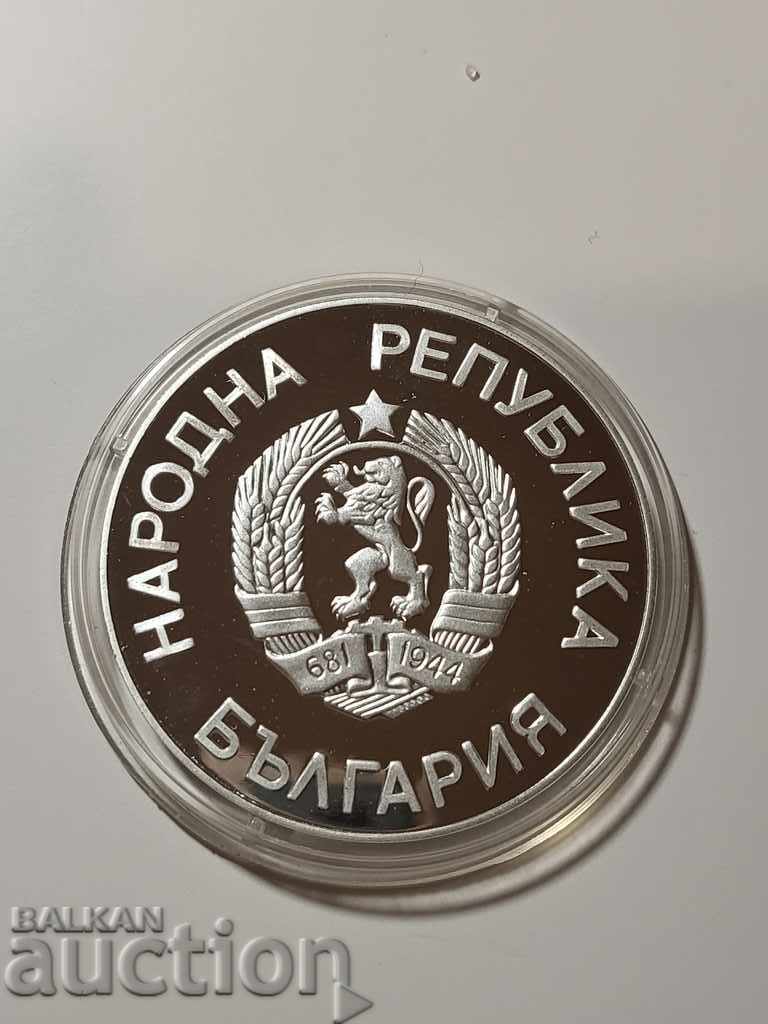 НАРОДНА РЕПУБЛИКА
681 1944
БЪЛГАРИЯ
BALKAN
auction